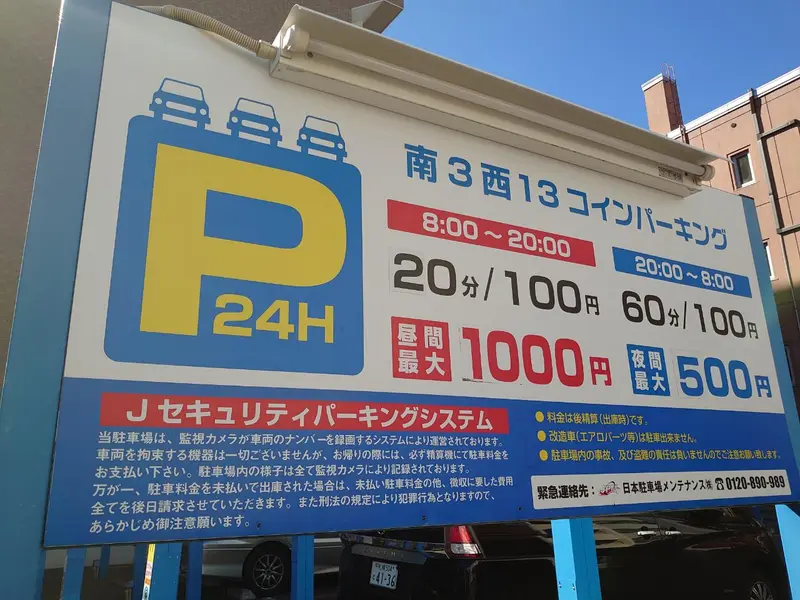 南3西13コインパーキング
P
24H
8:00～20:00
20分/100円
昼間
最大
1000円
20:00～8:00
60分/100円
夜間
最大
500円
Jセキュリティパーキングシステム
当駐車場は、監視カメラが車両のナンバーを録画するシステムにより運営されております。
車両を拘束する機器は一切ございませんが、お帰りの際には、必ず精算機にて駐車料金を
お支払い下さい。駐車場内の様子は全て監視カメラにより記録されております。
万が一、駐車料金を未払いで出庫された場合は、未払い駐車料金の他、徴収に要した費用
全てを後日請求させていただきます。また刑法の規定により犯罪行為となりますので、
あらかじめ御注意願います。
●料金は後精算(出庫時)です。
●改造車(エアロパーツ等)は駐車出来ません。
●駐車場内の事故、及び盗難の責任は負いませんのでご注意お願い致します。
緊急連絡先： 日本駐車場メンテナンス㈱ ☎0120-890-989
41-36